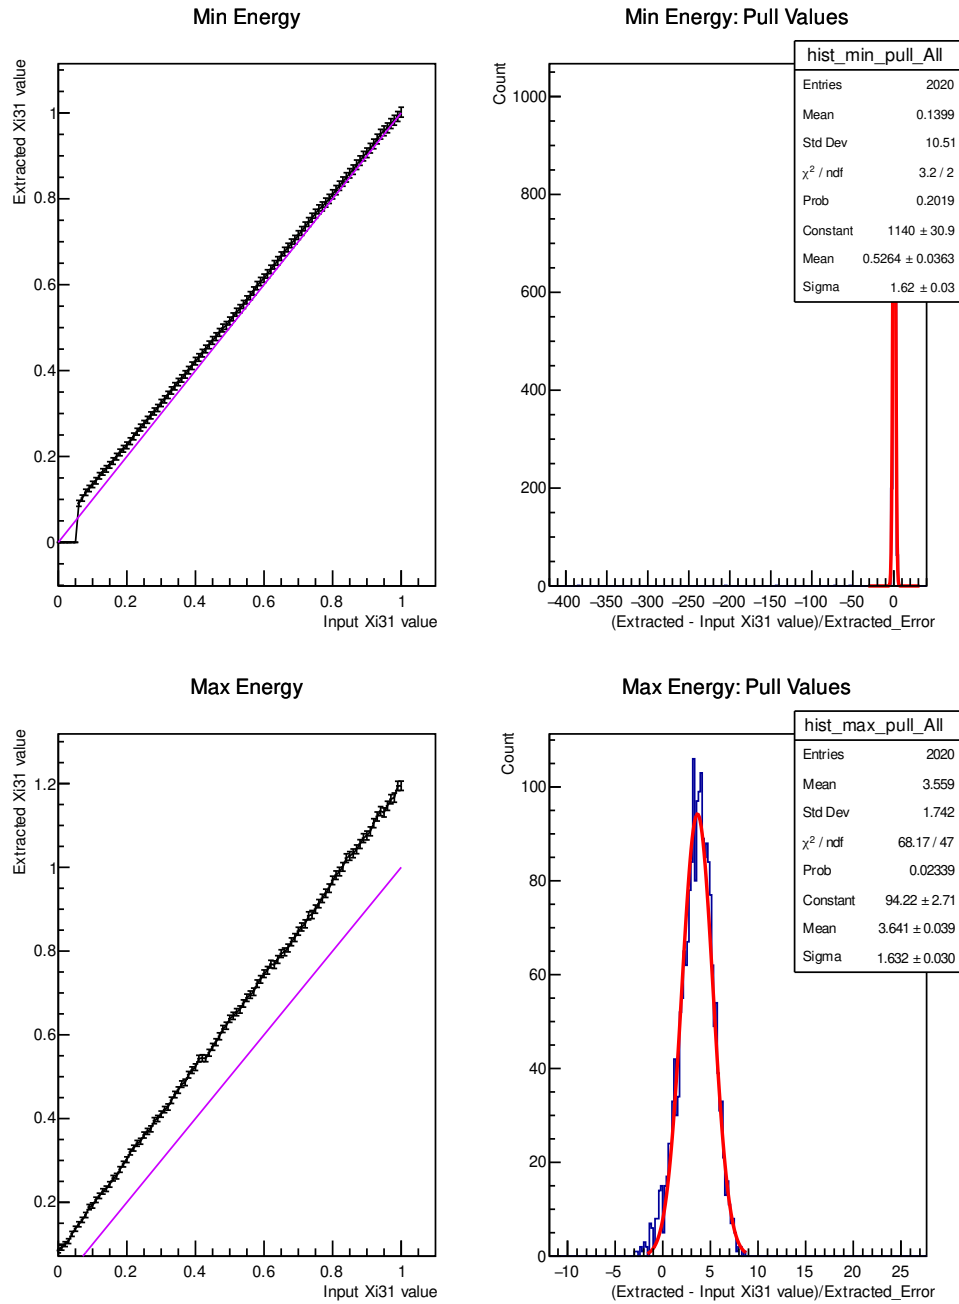 Min Energy
Extracted Xi31 value
1
0.8
0.6
0.4
0.2
0
0 0.2 0.4 0.6 0.8 1
Input Xi31 value
Min Energy: Pull Values
Count
1000
800
600
400
200
0
−400 −350 −300 −250 −200 −150 −100 −50 0
(Extracted - Input Xi31 value)/Extracted_Error
hist_min_pull_All
Entries 2020
Mean 0.1399
Std Dev 10.51
χ² / ndf 3.2 / 2
Prob 0.2019
Constant 1140 ± 30.9
Mean 0.5264 ± 0.0363
Sigma 1.62 ± 0.03
Max Energy
Extracted Xi31 value
1.2
1
0.8
0.6
0.4
0.2
0 0.2 0.4 0.6 0.8 1
Input Xi31 value
Max Energy: Pull Values
Count
100
80
60
40
20
0
−10 −5 0 5 10 15 20 25
(Extracted - Input Xi31 value)/Extracted_Error
hist_max_pull_All
Entries 2020
Mean 3.559
Std Dev 1.742
χ² / ndf 68.17 / 47
Prob 0.02339
Constant 94.22 ± 2.71
Mean 3.641 ± 0.039
Sigma 1.632 ± 0.030